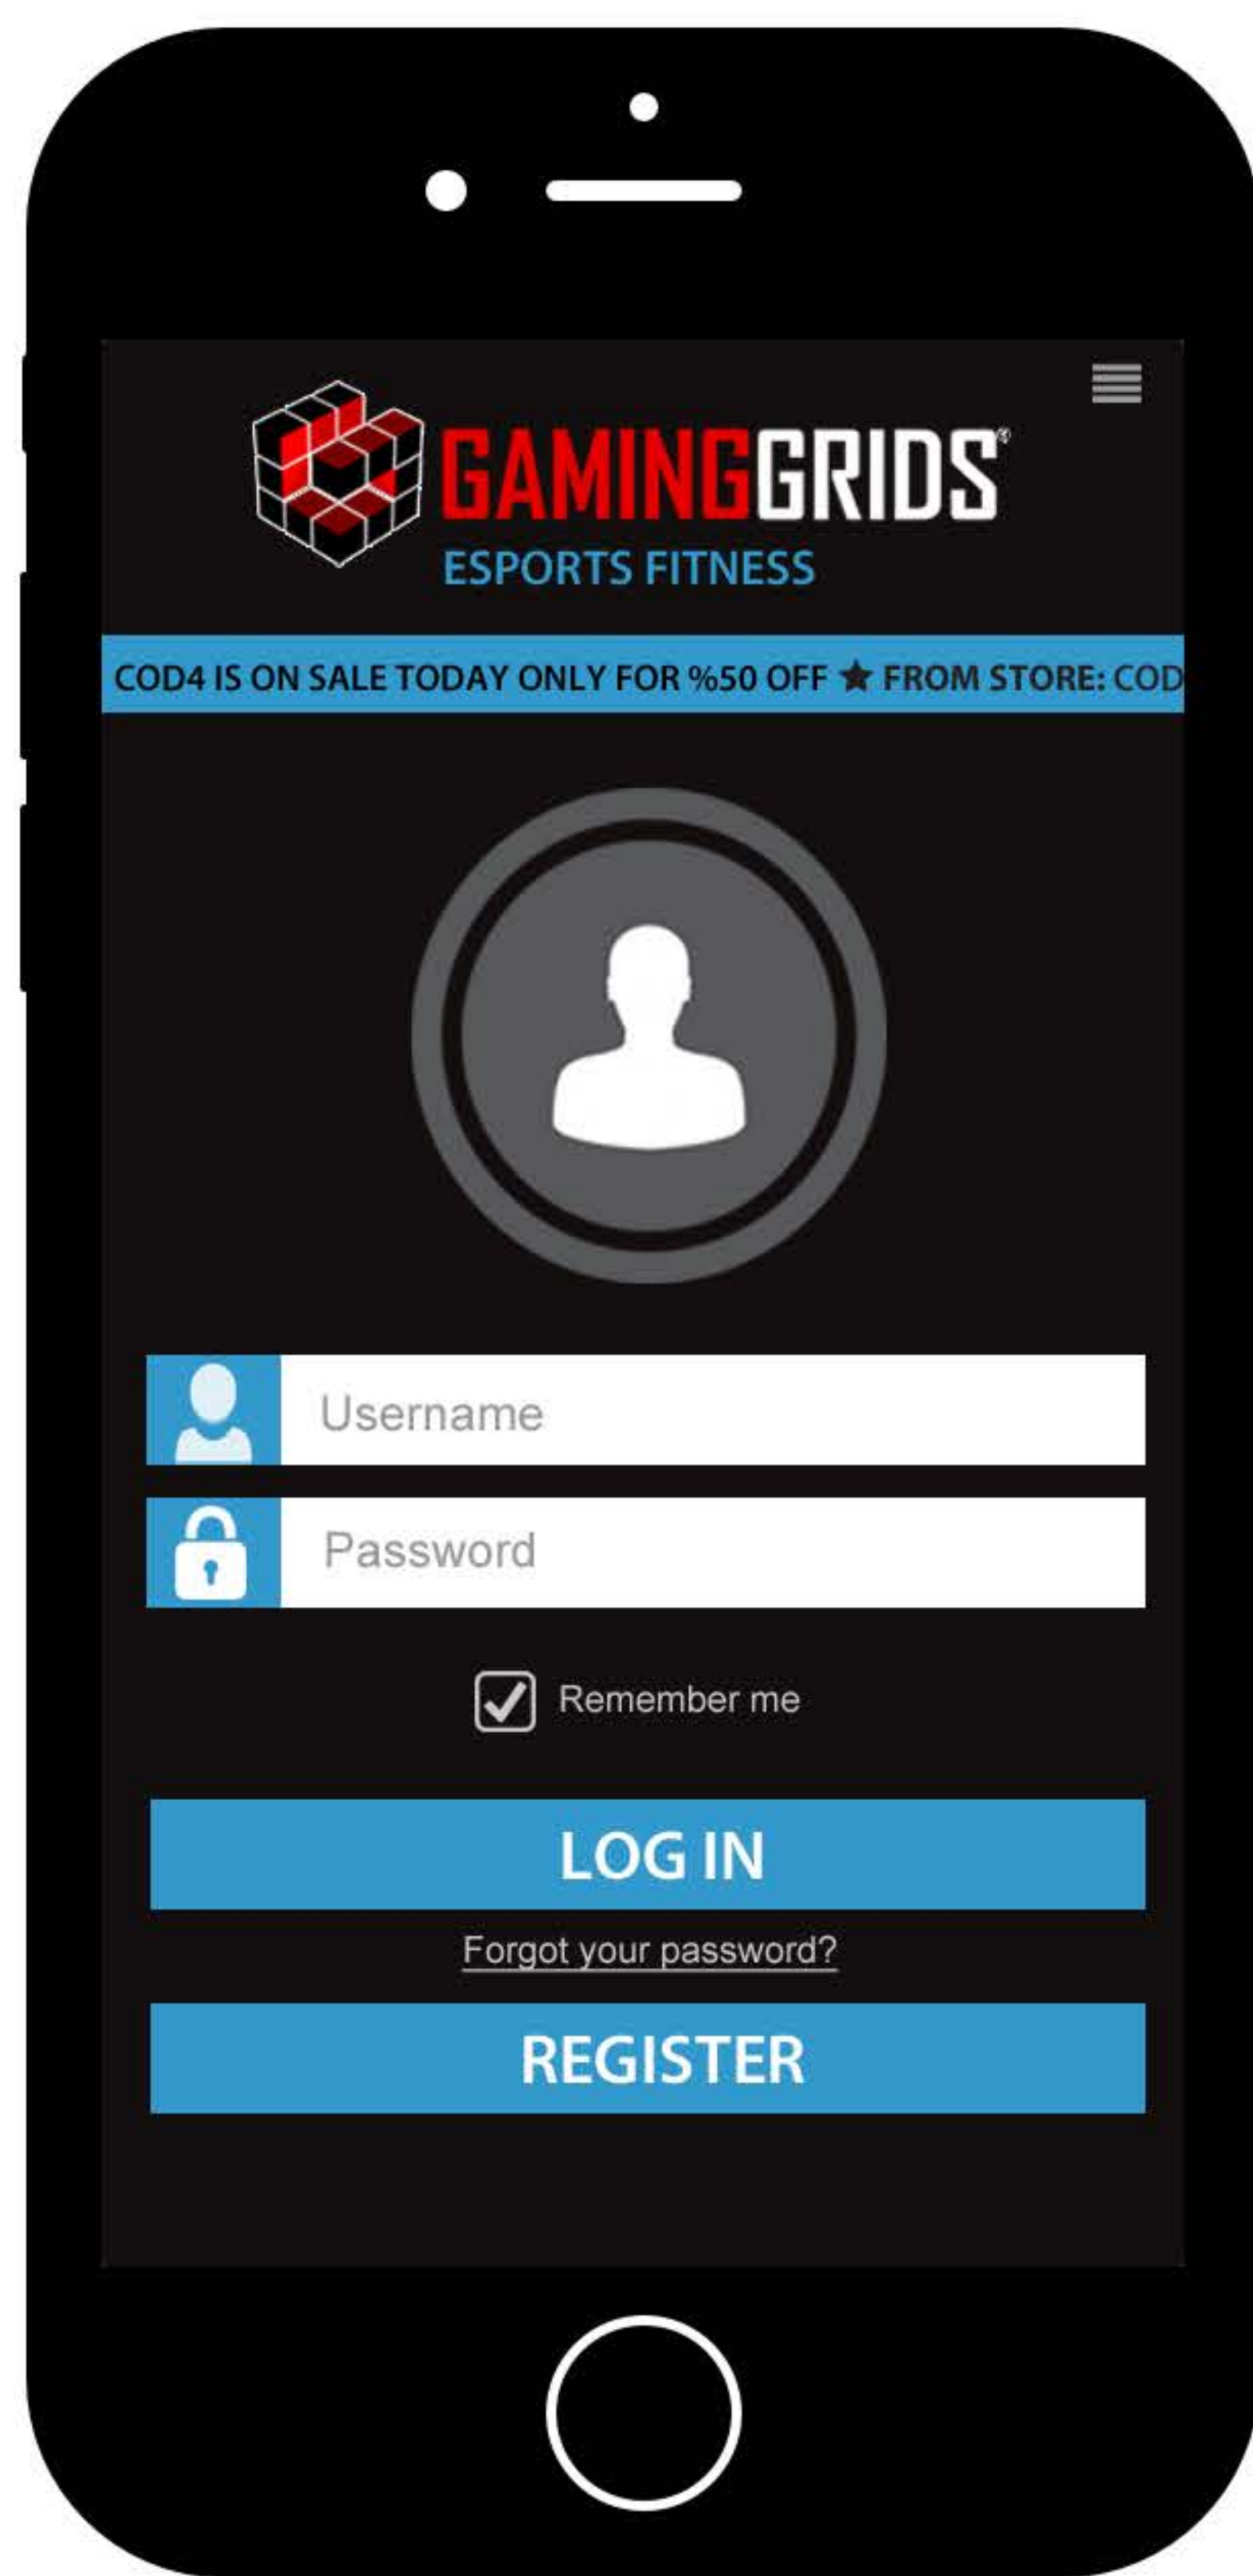 GAMINGGRIDS®
ESPORTS FITNESS
COD4 IS ON SALE TODAY ONLY FOR %50 OFF ★ FROM STORE: COD
Username
Password
Remember me
LOG IN
Forgot your password?
REGISTER